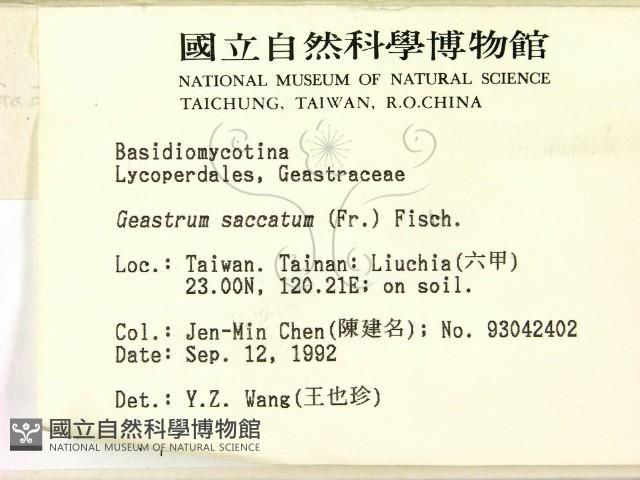 國立自然科學博物館
NATIONAL MUSEUM OF NATURAL SCIENCE
TAICHUNG, TAIWAN, R.O.CHINA
Basidiomycotina
Lycoperdales, Geastraceae
Geastrum saccatum (Fr.) Fisch.
Loc.: Taiwan. Tainan: Liuchia(六甲)
23.00N, 120.21E; on soil.
Col.: Jen-Min Chen(陳建名); No. 93042402
Date: Sep. 12, 1992
Det.: Y.Z. Wang(王也珍)
國立自然科學博物館
NATIONAL MUSEUM OF NATURAL SCIENCE